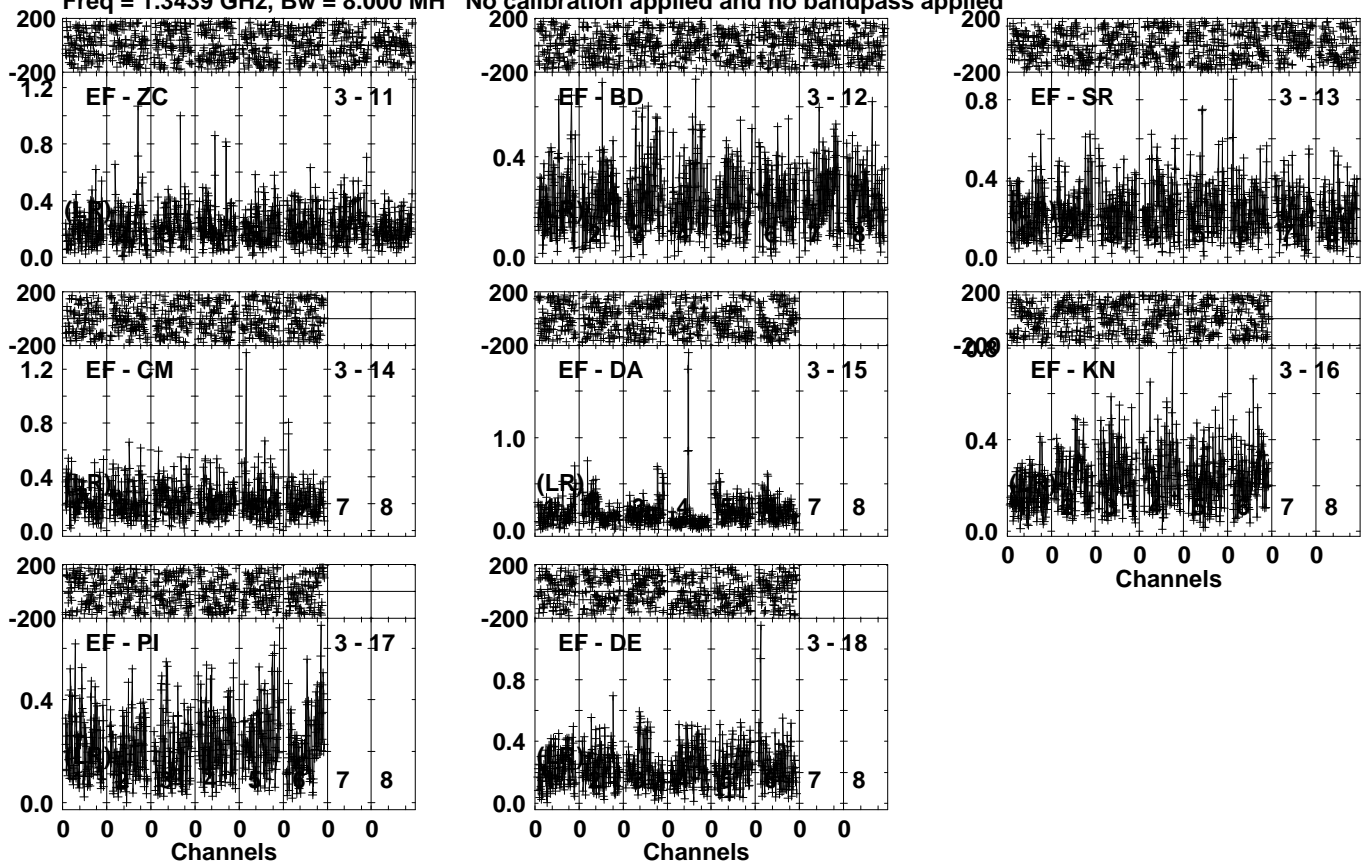 Freq = 1.3439 GHz, Bw = 8.000 MH No calibration applied and no bandpass applied
200 200 200
-200 -200 -200
1.2 EF - ZC 3 - 11 EF - BD 3 - 12 0.8 EF - SR 3 - 13
0.8 0.4 0.4
0.4
0.0 0.0 0.0
200 200 200
-200 -200 -200 0.8
1.2 EF - CM 3 - 14 EF - DA 3 - 15 EF - KN 3 - 16
0.8 1.0 0.4
0.4 (LR) (LR)
7 8 4 7 8 7 8
0.0 0.0 0.0
0 0 0 0 0 0 0 0
Channels
200 200
-200 -200
EF - PI 3 - 17 EF - DE 3 - 18
0.8
0.4 0.4
4 5 6 7 8 7 8
0.0 0.0
0 0 0 0 0 0 0 0 0 0 0 0 0 0 0 0
Channels Channels